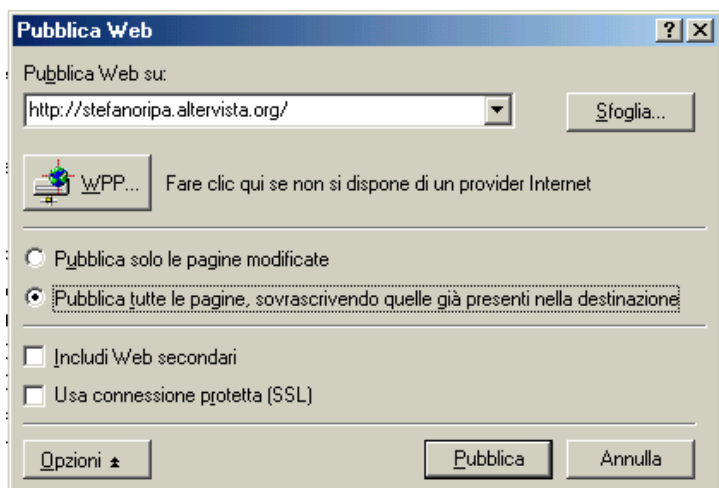 Pubblica Web
Pubblica Web su:
http://stefanoripa.altervista.org/
Sfoglia...
WPP...
Fare clic qui se non si dispone di un provider Internet
Pubblica solo le pagine modificate
Pubblica tutte le pagine, sovrascrivendo quelle già presenti nella destinazione
Includi Web secondari
Usa connessione protetta (SSL)
Opzioni
Pubblica
Annulla